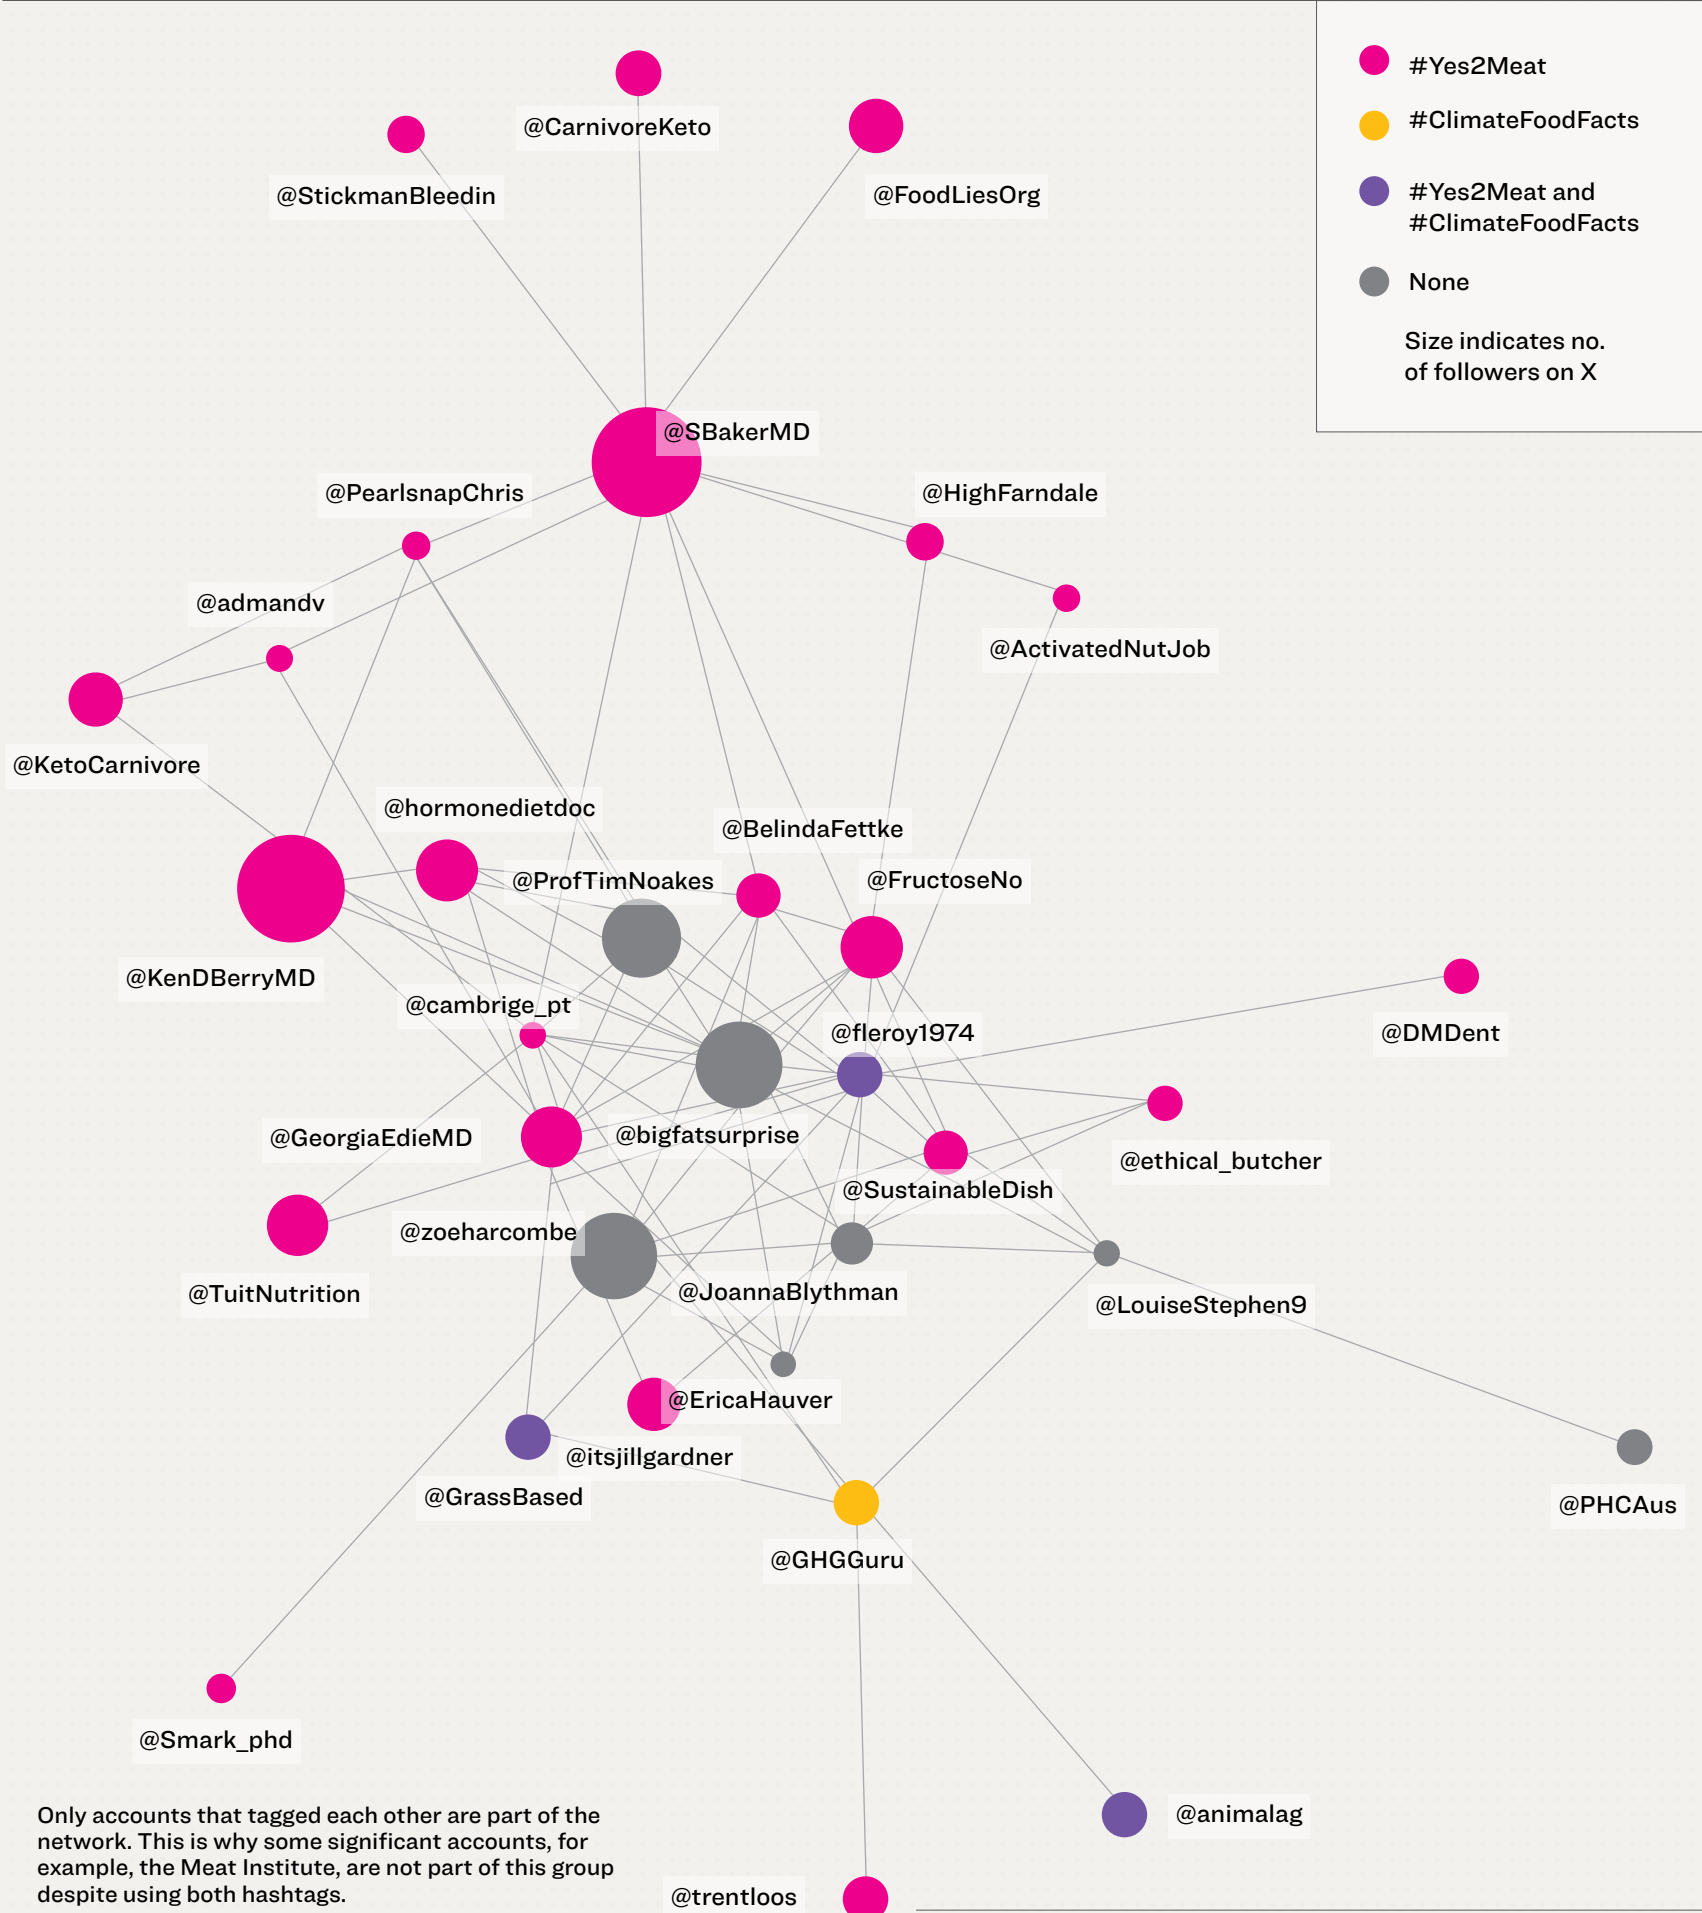 #Yes2Meat
#ClimateFoodFacts
#Yes2Meat and
#ClimateFoodFacts
None
Size indicates no.
of followers on X
@CarnivoreKeto
@StickmanBleedin
@FoodLiesOrg
@SBakerMD
@PearlsnapChris
@HighFarndale
@admandv
@ActivatedNutJob
@KetoCarnivore
@hormonedietdoc
@BelindaFettke
@ProfTimNoakes
@FructoseNo
@KenDBerryMD
@cambrige_pt
@fleroy1974
@DMDent
@GeorgiaEdieMD
@bigfatsurprise
@ethical_butcher
@SustainableDish
@zoeharcombe
@TuitNutrition
@JoannaBlythman
@LouiseStephen9
@EricaHauver
@itsjillgardner
@GrassBased
@PHCAus
@GHGGuru
@Smark_phd
@animalag
Only accounts that tagged each other are part of the
network. This is why some significant accounts, for
example, the Meat Institute, are not part of this group
despite using both hashtags.
@trentloos